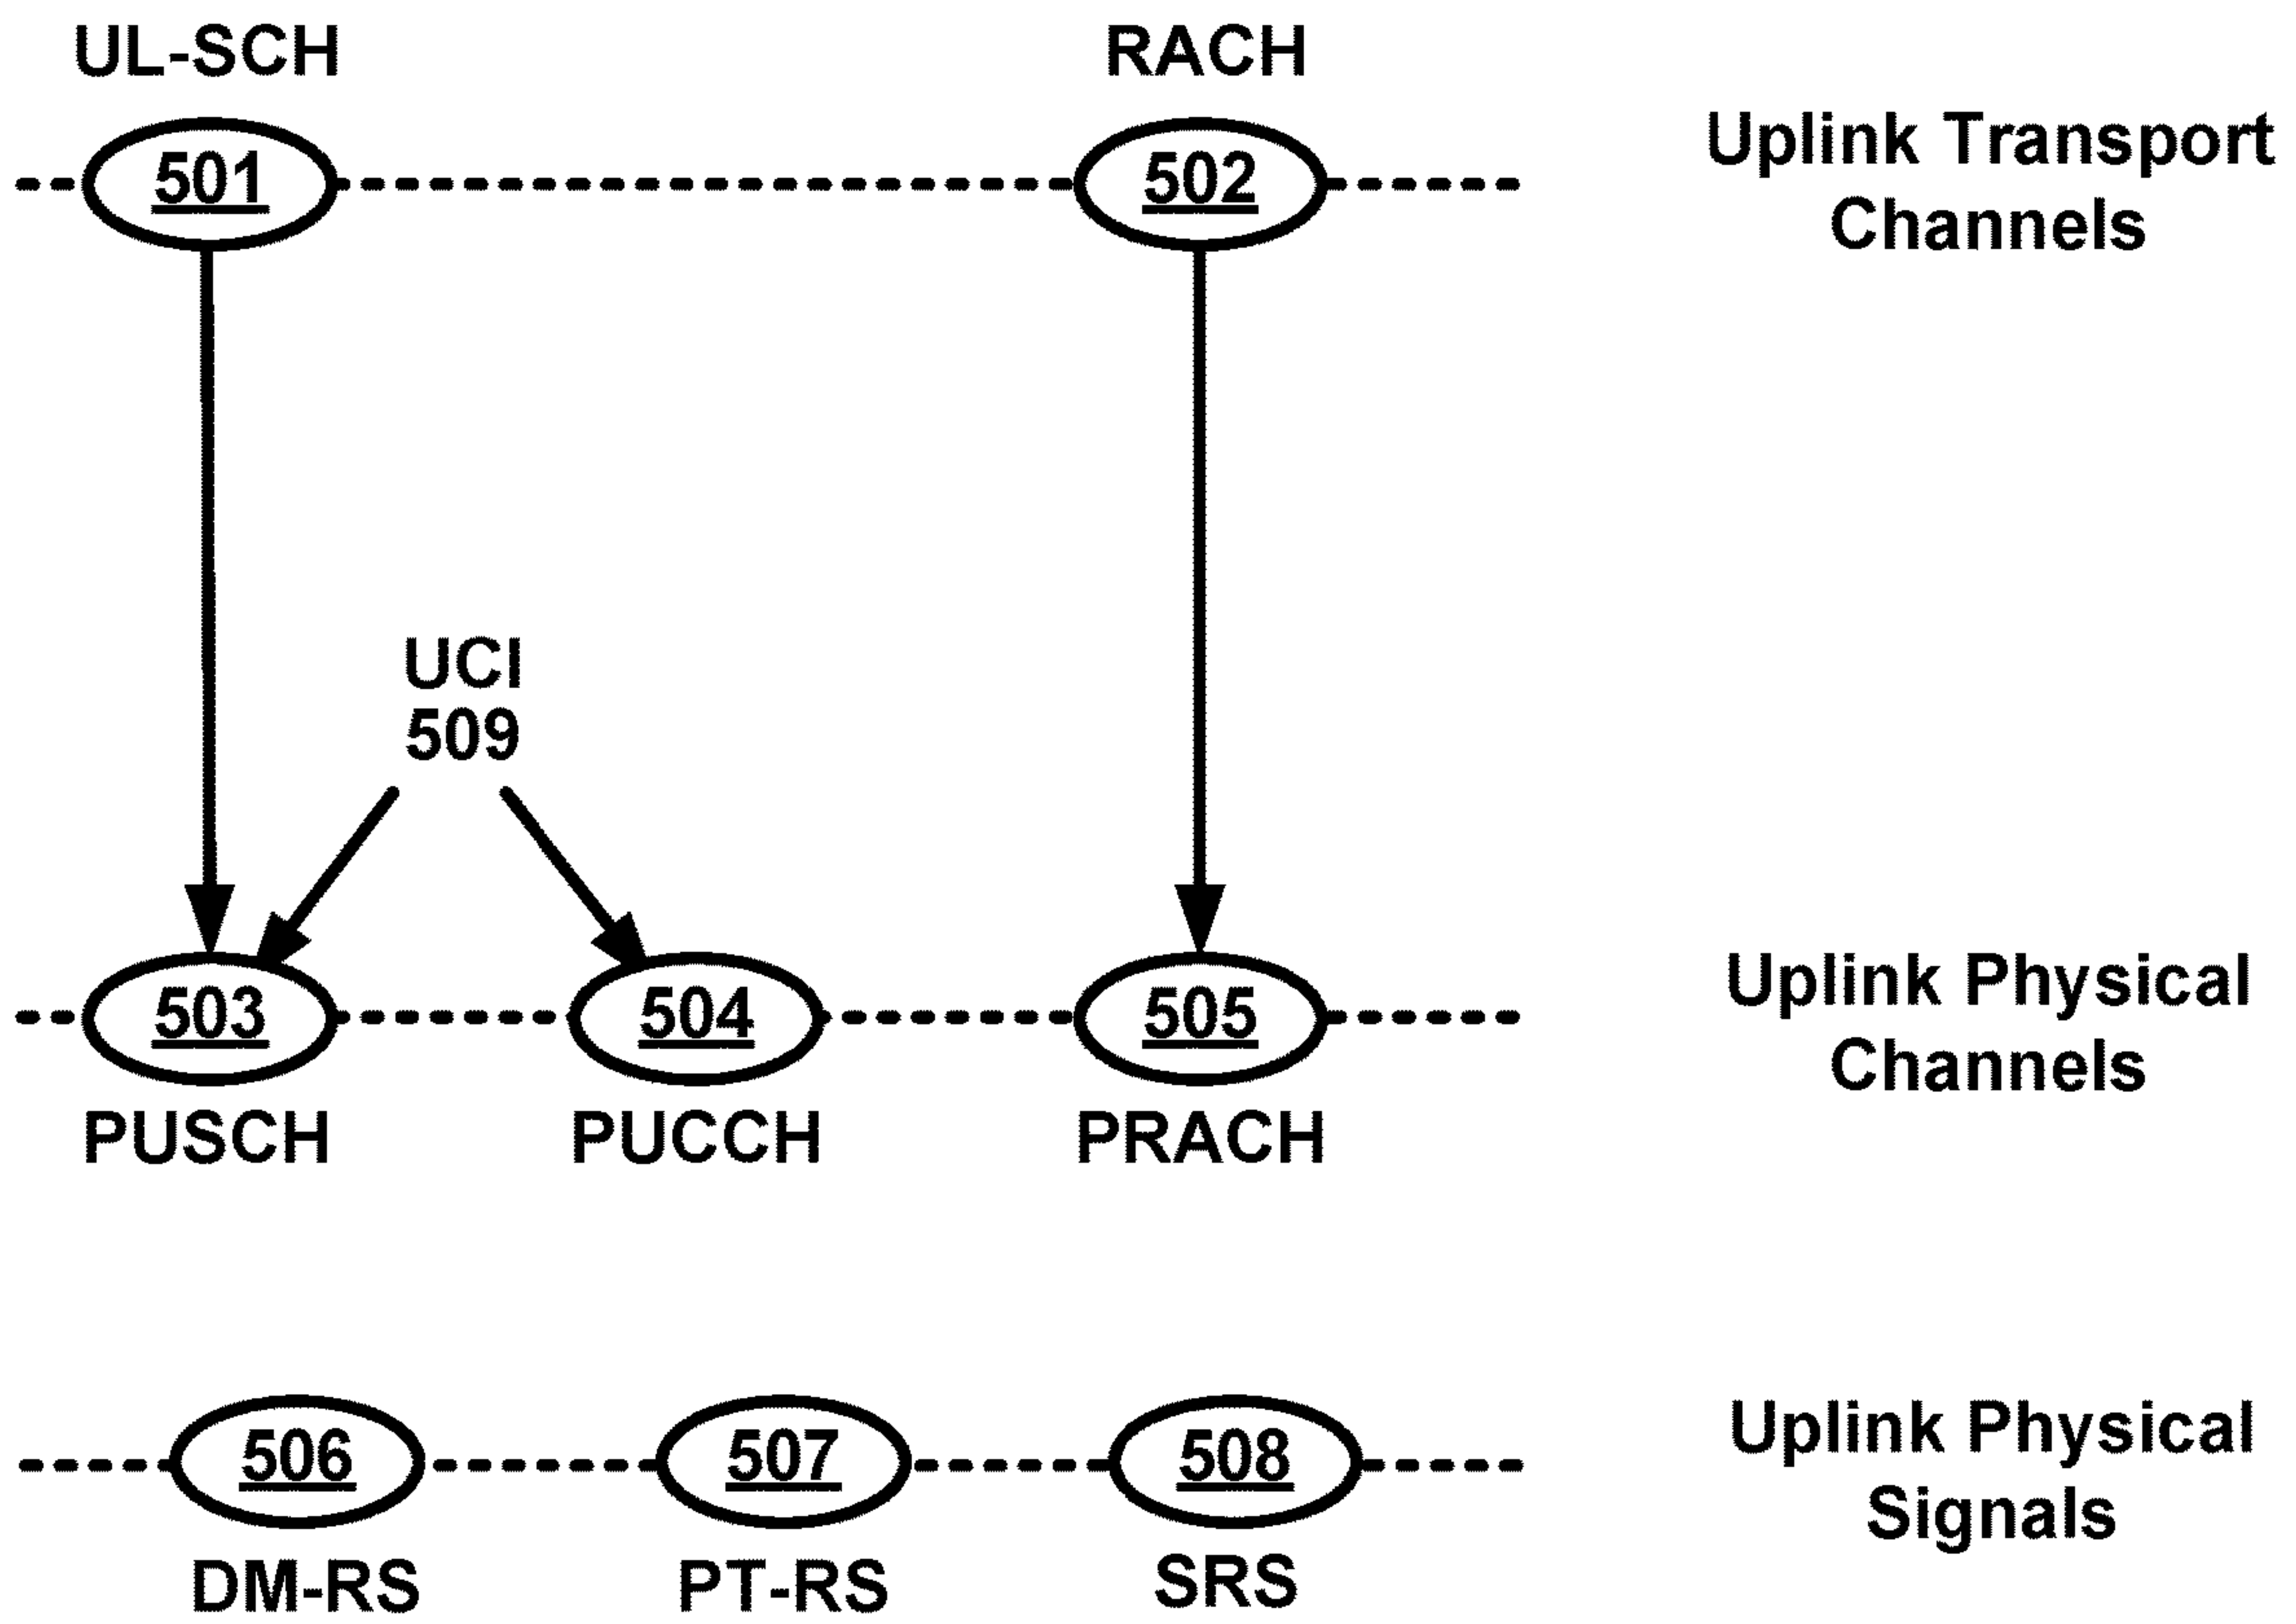 UL-SCH
RACH
501
502
Uplink Transport
Channels
UCI
509
503
504
505
Uplink Physical
Channels
PUSCH
PUCCH
PRACH
506
507
508
Uplink Physical
Signals
DM-RS
PT-RS
SRS